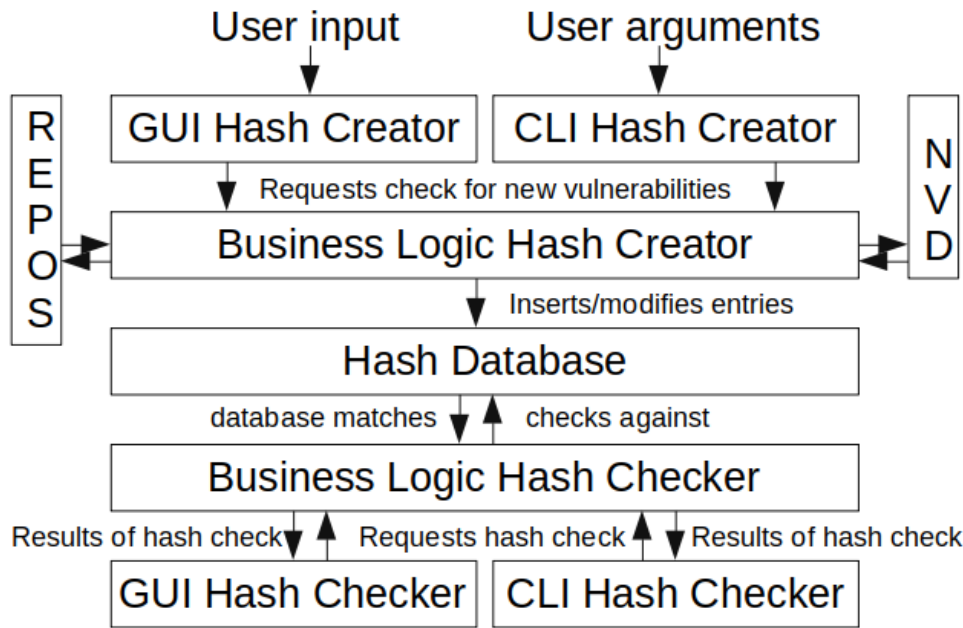 User input
User arguments
REPOS
GUI Hash Creator
CLI Hash Creator
NVD
Requests check for new vulnerabilities
Business Logic Hash Creator
Inserts/modifies entries
Hash Database
database matches
checks against
Business Logic Hash Checker
Results of hash check
Requests hash check
Results of hash check
GUI Hash Checker
CLI Hash Checker